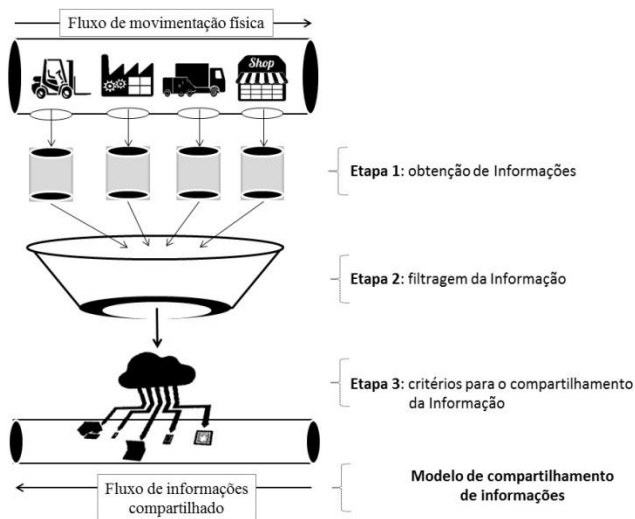 Fluxo de movimentação física
Shop
Etapa 1: obtenção de Informações
Etapa 2: filtragem da Informação
Etapa 3: critérios para o compartilhamento
da Informação
Fluxo de informações
compartilhado
Modelo de compartilhamento
de informações